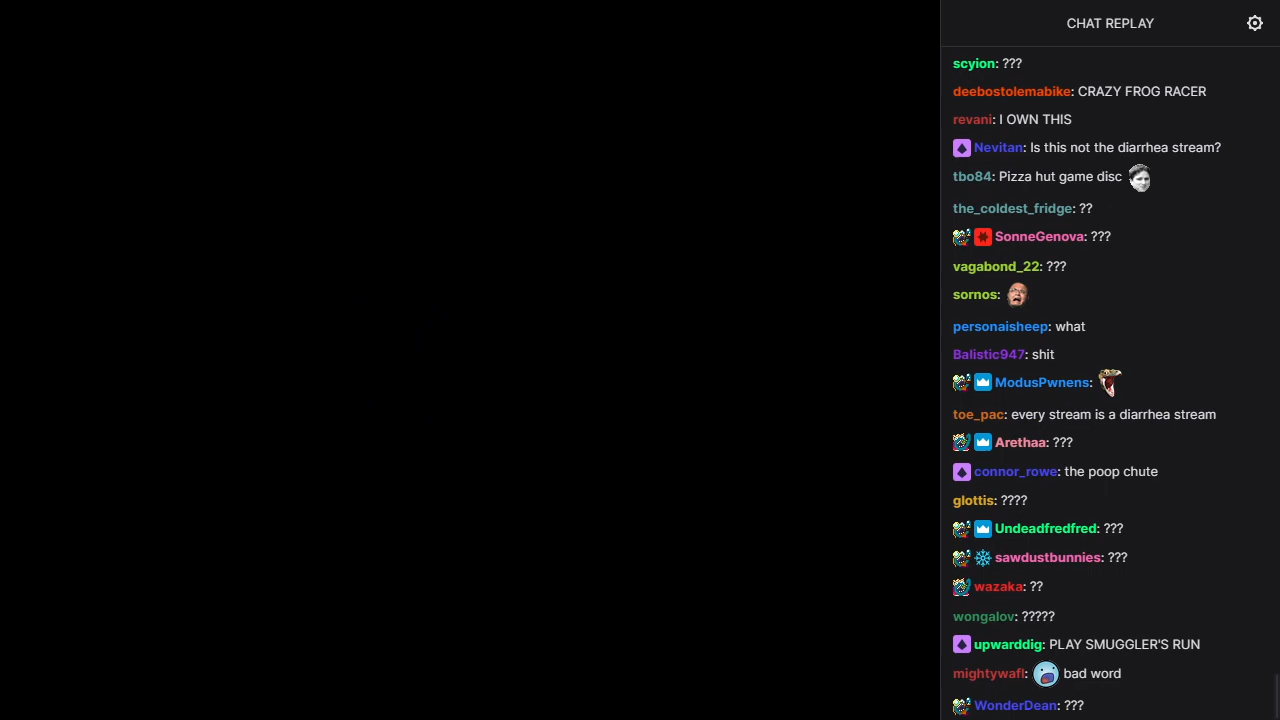 CHAT REPLAY
scyion: ???
deebostolemabike: CRAZY FROG RACER
revani: I OWN THIS
Nevitan: Is this not the diarrhea stream?
tbo84: Pizza hut game disc
the_coldest_fridge: ??
SonneGenova: ???
vagabond_22: ???
sornos:
personaisheep: what
Balistic947: shit
ModusPwnens:
toe_pac: every stream is a diarrhea stream
Arethaa: ???
connor_rowe: the poop chute
glottis: ????
Undeadfredfred: ???
sawdustbunnies: ???
wazaka: ??
wongalov: ?????
upwarddig: PLAY SMUGGLER'S RUN
mightywafl: bad word
WonderDean: ???